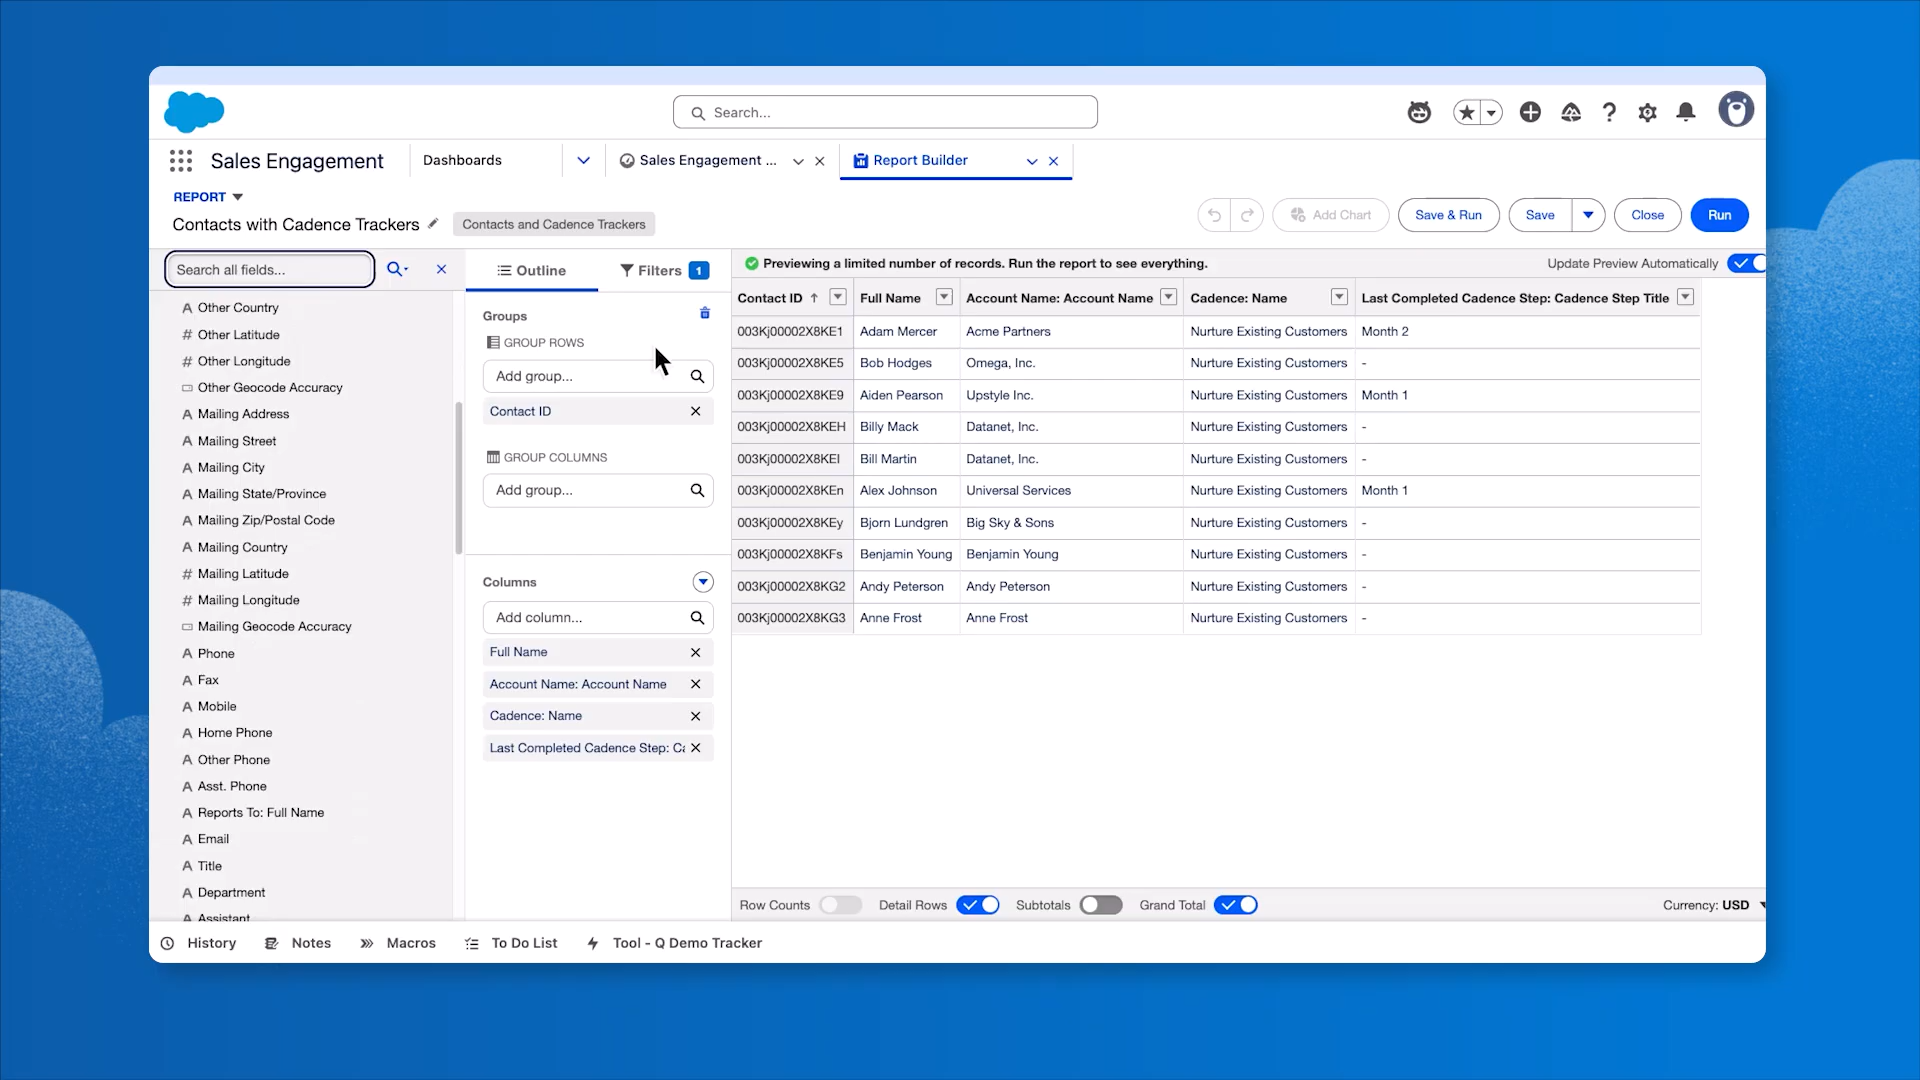 Search...
Sales Engagement
Dashboards
Sales Engagement ...
Report Builder
REPORT
Contacts with Cadence Trackers
Contacts and Cadence Trackers
Add Chart
Save & Run
Save
Close
Run
Search all fields...
Other Country
Other Latitude
Other Longitude
Other Geocode Accuracy
Mailing Address
Mailing Street
Mailing City
Mailing State/Province
Mailing Zip/Postal Code
Mailing Country
Mailing Latitude
Mailing Longitude
Mailing Geocode Accuracy
Phone
Fax
Mobile
Home Phone
Other Phone
Asst. Phone
Reports To: Full Name
Email
Title
Department
Assistant
Outline
Filters 1
Groups
GROUP ROWS
Add group...
Contact ID
GROUP COLUMNS
Add group...
Columns
Add column...
Full Name
Account Name: Account Name
Cadence: Name
Last Completed Cadence Step: Ca
Previewing a limited number of records. Run the report to see everything.
Update Preview Automatically
Contact ID Full Name Account Name: Account Name Cadence: Name Last Completed Cadence Step: Cadence Step Title
003Kj00002X8KE1 Adam Mercer Acme Partners Nurture Existing Customers Month 2
003Kj00002X8KE5 Bob Hodges Omega, Inc. Nurture Existing Customers -
003Kj00002X8KE9 Aiden Pearson Upstyle Inc. Nurture Existing Customers Month 1
003Kj00002X8KEH Billy Mack Datanet, Inc. Nurture Existing Customers -
003Kj00002X8KEI Bill Martin Datanet, Inc. Nurture Existing Customers -
003Kj00002X8KEn Alex Johnson Universal Services Nurture Existing Customers Month 1
003Kj00002X8KEy Bjorn Lundgren Big Sky & Sons Nurture Existing Customers -
003Kj00002X8KFs Benjamin Young Benjamin Young Nurture Existing Customers -
003Kj00002X8KG2 Andy Peterson Andy Peterson Nurture Existing Customers -
003Kj00002X8KG3 Anne Frost Anne Frost Nurture Existing Customers -
Row Counts
Detail Rows
Subtotals
Grand Total
Currency: USD
History
Notes
Macros
To Do List
Tool - Q Demo Tracker